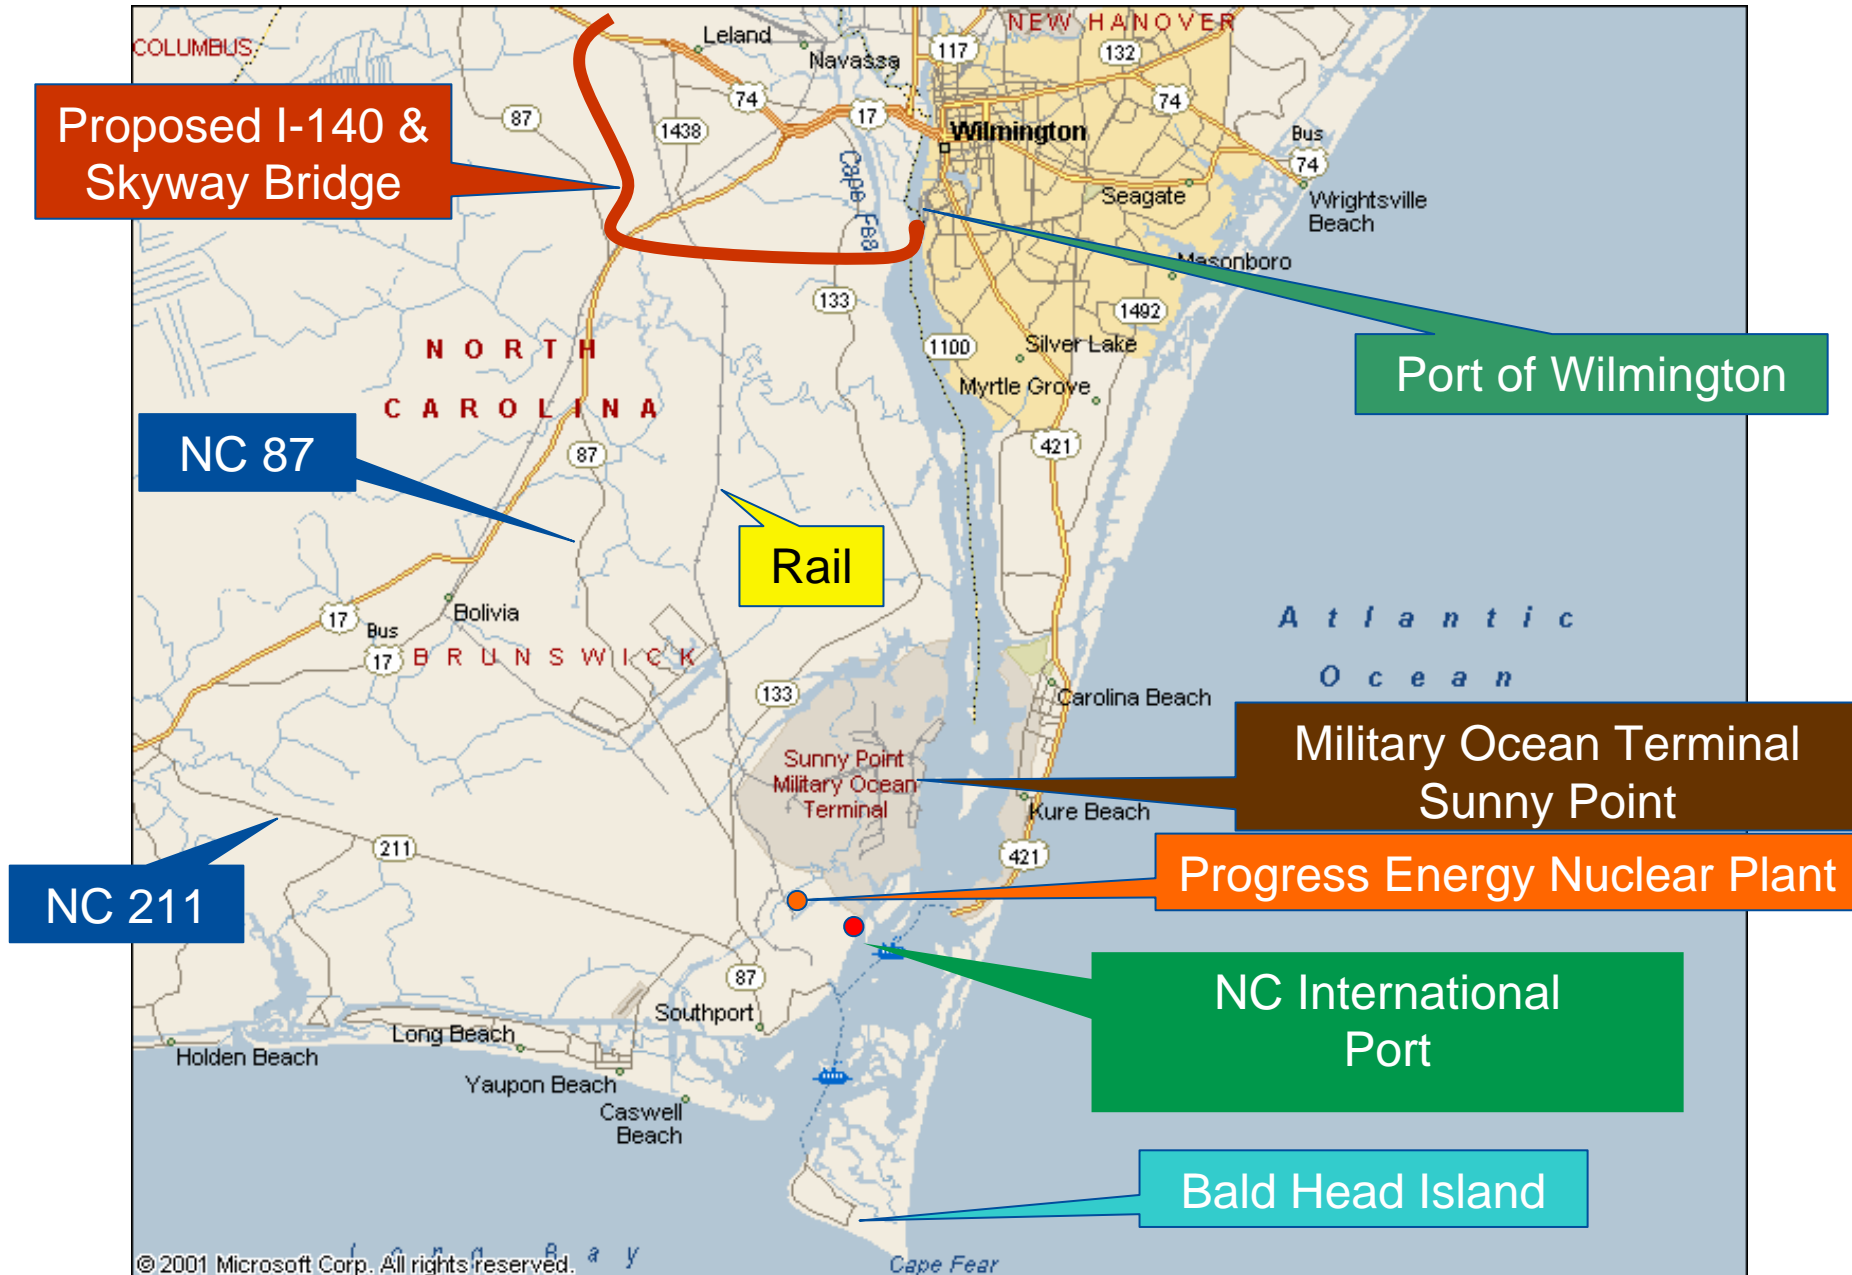 NEW HANOVER
COLUMBUS
Leland
117
132
Navassa
74
17
74
87
1438
Proposed I-140 &
Skyway Bridge
Wilmington
Bus
74
Cape Fea
Seagate
Wrightsville
Beach
Masonboro
133
1492
1100
Silver Lake
NORTH
Port of Wilmington
Myrtle Grove
CAROLINA
NC 87
421
87
Rail
Bolivia
17
Bus
17
BRUNSWICK
Atlantic
Ocean
133
Carolina Beach
Military Ocean Terminal
Sunny Point
Sunny Point
Military Ocean
Terminal
Kure Beach
211
421
Progress Energy Nuclear Plant
NC 211
87
NC International
Port
Southport
Long Beach
Holden Beach
Yaupon Beach
Caswell
Beach
Bald Head Island
Long Bay
© 2001 Microsoft Corp. All rights reserved.
Cape Fear